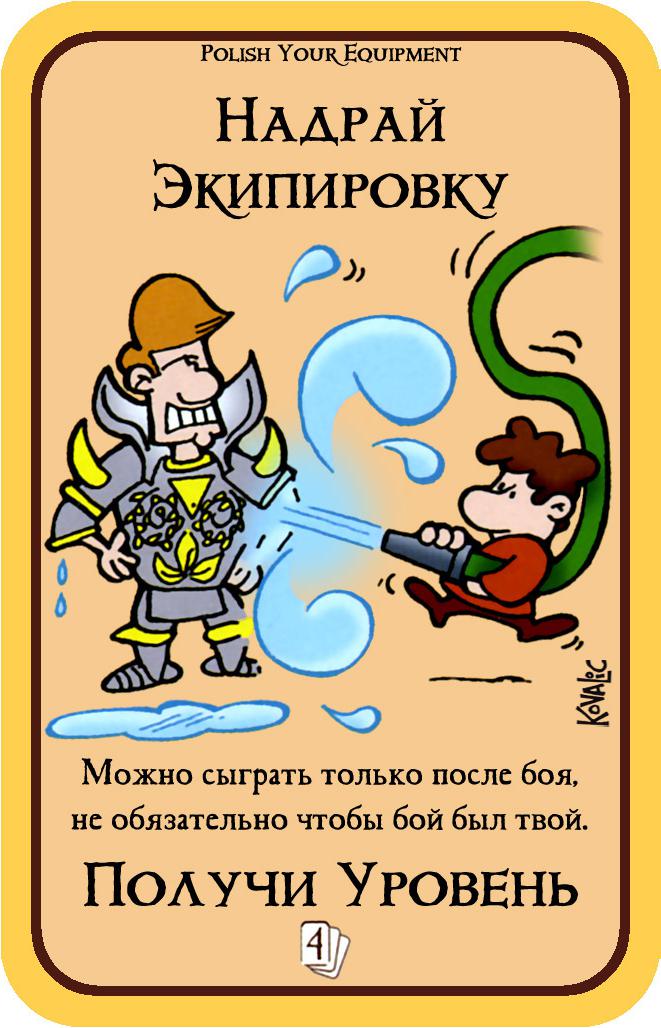 Polish Your Equipment
Надрай
Экипировку
Kovalic
Можно сыграть только после боя,
не обязательно чтобы бой был твой.
Получи Уровень
4